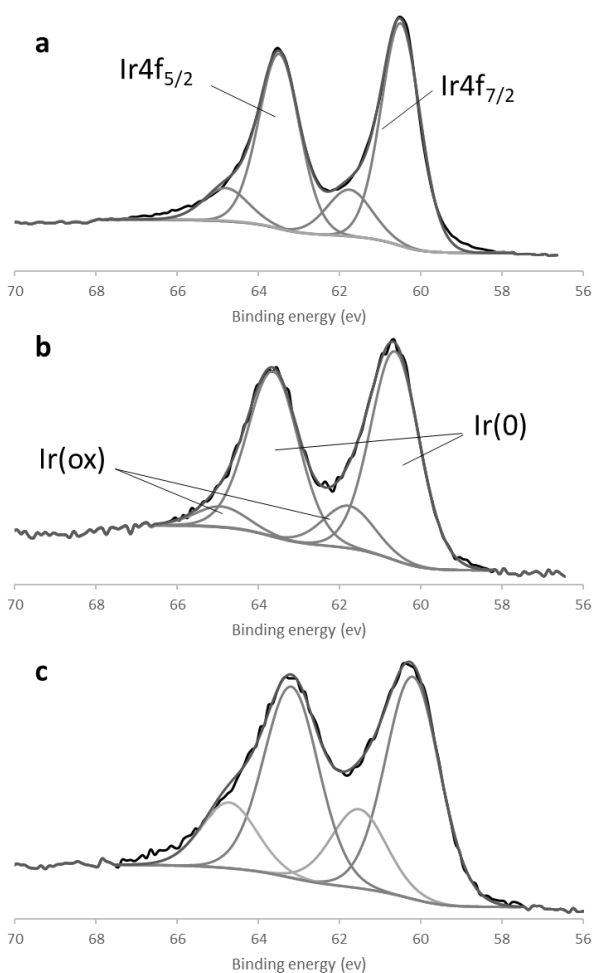 a
Ir4f5/2
Ir4f7/2
70 68 66 64 62 60 58 56
Binding energy (ev)
b
Ir(0)
Ir(ox)
70 68 66 64 62 60 58 56
Binding energy (ev)
c
70 68 66 64 62 60 58 56
Binding energy (ev)